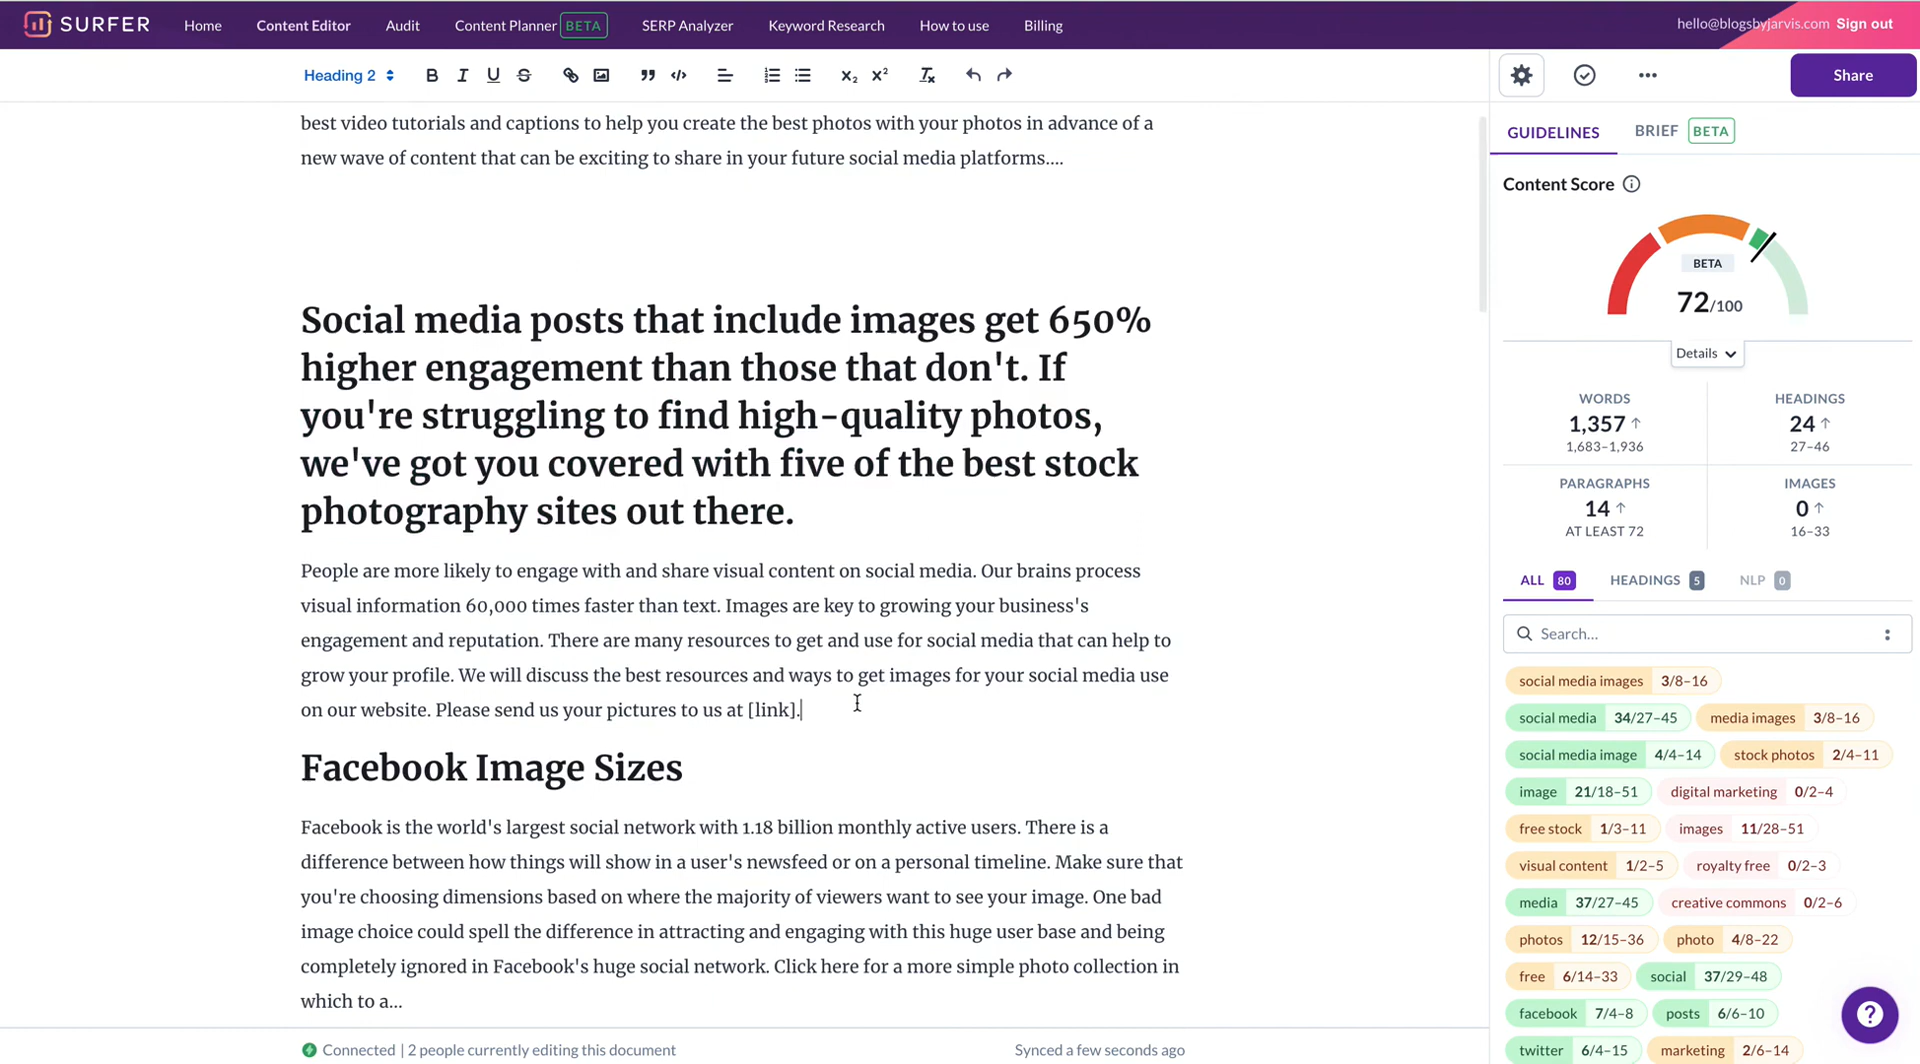 SURFER Home Content Editor Audit Content Planner BETA SERP Analyzer Keyword Research How to use Billing hello@blogsbyjarvis.com Sign out
Heading 2 B I U S Share
best video tutorials and captions to help you create the best photos with your photos in advance of a
new wave of content that can be exciting to share in your future social media platforms....
Social media posts that include images get 650%
higher engagement than those that don't. If
you're struggling to find high-quality photos,
we've got you covered with five of the best stock
photography sites out there.
People are more likely to engage with and share visual content on social media. Our brains process
visual information 60,000 times faster than text. Images are key to growing your business's
engagement and reputation. There are many resources to get and use for social media that can help to
grow your profile. We will discuss the best resources and ways to get images for your social media use
on our website. Please send us your pictures to us at [link].
Facebook Image Sizes
Facebook is the world's largest social network with 1.18 billion monthly active users. There is a
difference between how things will show in a user's newsfeed or on a personal timeline. Make sure that
you're choosing dimensions based on where the majority of viewers want to see your image. One bad
image choice could spell the difference in attracting and engaging with this huge user base and being
completely ignored in Facebook's huge social network. Click here for a more simple photo collection in
which to a...
Connected | 2 people currently editing this document Synced a few seconds ago
GUIDELINES BRIEF BETA
Content Score
BETA
72/100
Details
WORDS HEADINGS
1,357 ↑ 24 ↑
1,683–1,936 27–46
PARAGRAPHS IMAGES
14 ↑ 0 ↑
AT LEAST 72 16–33
ALL 80 HEADINGS 5 NLP 0
Search...
social media images 3/8–16
social media 34/27–45 media images 3/8–16
social media image 4/4–14 stock photos 2/4–11
image 21/18–51 digital marketing 0/2–4
free stock 1/3–11 images 11/28–51
visual content 1/2–5 royalty free 0/2–3
media 37/27–45 creative commons 0/2–6
photos 12/15–36 photo 4/8–22
free 6/14–33 social 37/29–48
facebook 7/4–8 posts 6/6–10
twitter 6/4–15 marketing 2/6–14